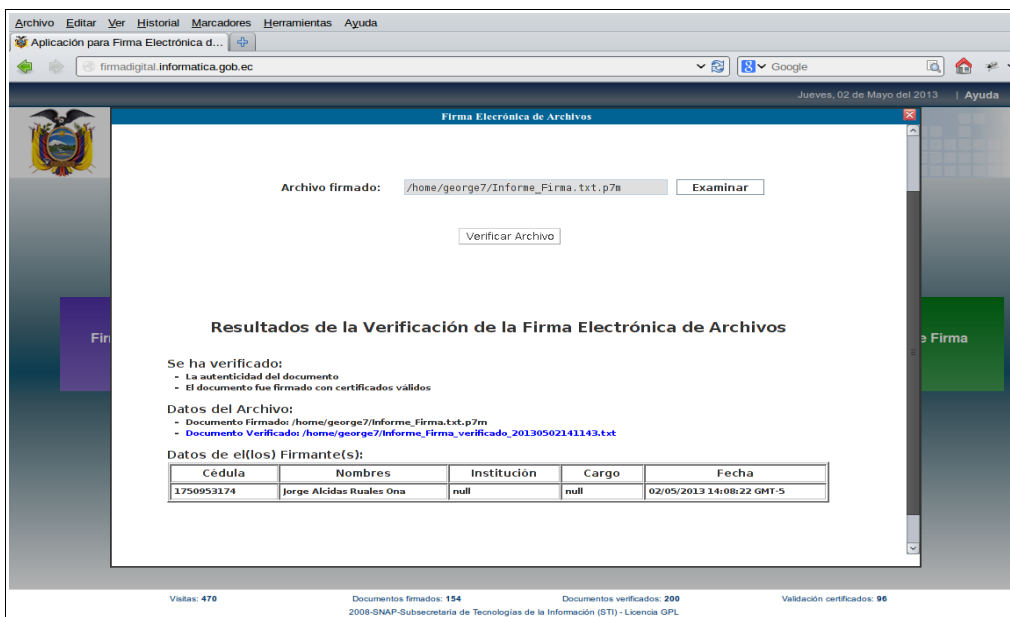 Archivo Editar Ver Historial Marcadores Herramientas Ayuda
Aplicación para Firma Electrónica d...
firmadigital.informatica.gob.ec
Google
Jueves, 02 de Mayo del 2013 | Ayuda
Firma Elecrónica de Archivos
Archivo firmado: /home/george7/Informe_Firma.txt.p7m Examinar
Verificar Archivo
Resultados de la Verificación de la Firma Electrónica de Archivos
Fir
e Firma
Se ha verificado:
- La autenticidad del documento
- El documento fue firmado con certificados válidos
Datos del Archivo:
- Documento Firmado: /home/george7/Informe_Firma.txt.p7m
- Documento Verificado: /home/george7/Informe_Firma_verificado_20130502141143.txt
Datos de el(los) Firmante(s):
Cédula Nombres Institución Cargo Fecha
1750953174 Jorge Alcidas Ruales Ona null null 02/05/2013 14:08:22 GMT-5
Visitas: 470 Documentos firmados: 154 Documentos verificados: 200 Validación certificados: 96
2008-SNAP-Subsecretaría de Tecnologías de la Información (STI) - Licencia GPL